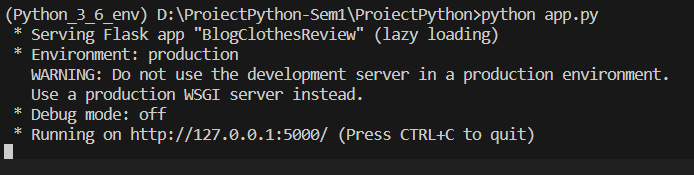 (Python_3_6_env) D:\ProiectPython-Sem1\ProiectPython>python app.py
* Serving Flask app "BlogClothesReview" (lazy loading)
* Environment: production
WARNING: Do not use the development server in a production environment.
Use a production WSGI server instead.
* Debug mode: off
* Running on http://127.0.0.1:5000/ (Press CTRL+C to quit)